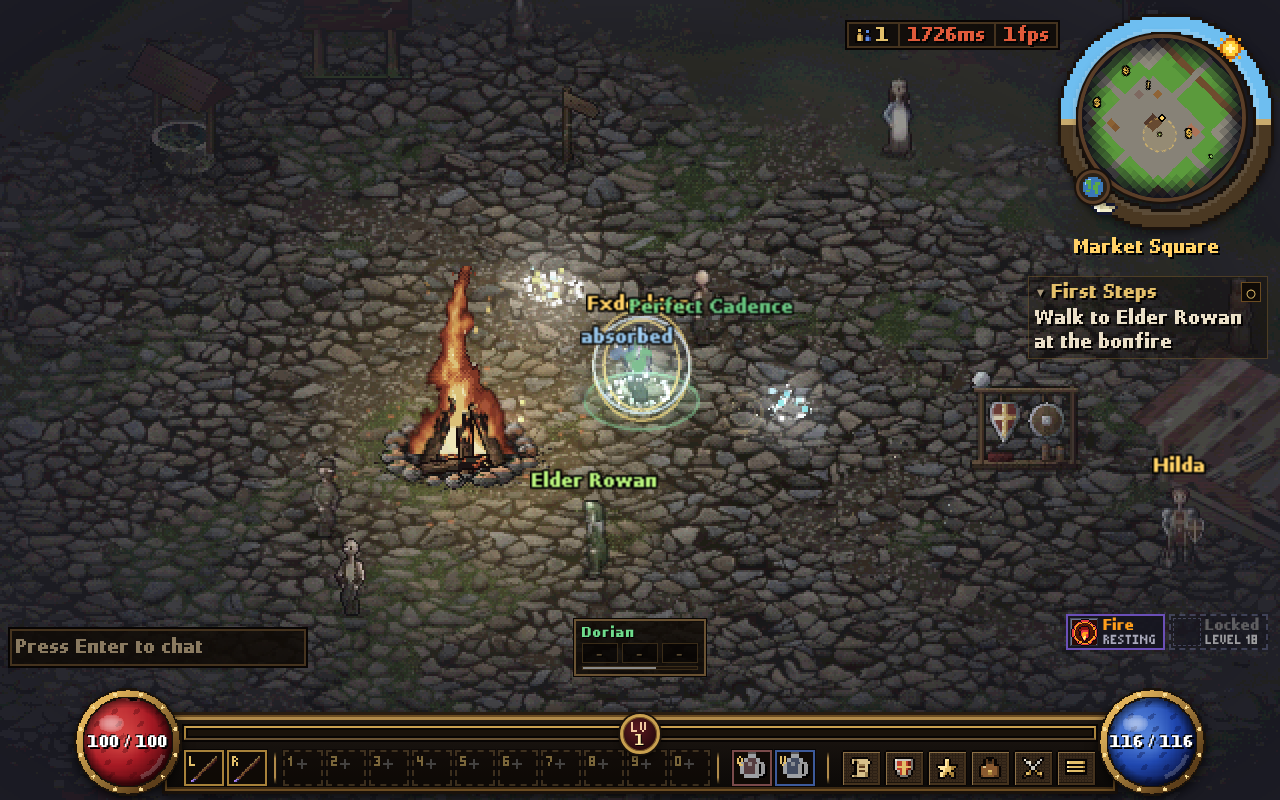 1 1726ms 1fps
Market Square
First Steps
Walk to Elder Rowan
at the bonfire
Perfect Cadence
absorbed
Elder Rowan
Hilda
Fire
RESTING
Locked
LEVEL 18
Dorian
- - -
Press Enter to chat
100 / 100
LV
1
116 / 116
L R 1+ 2+ 3+ 4+ 5+ 6+ 7+ 8+ 9+ 0+